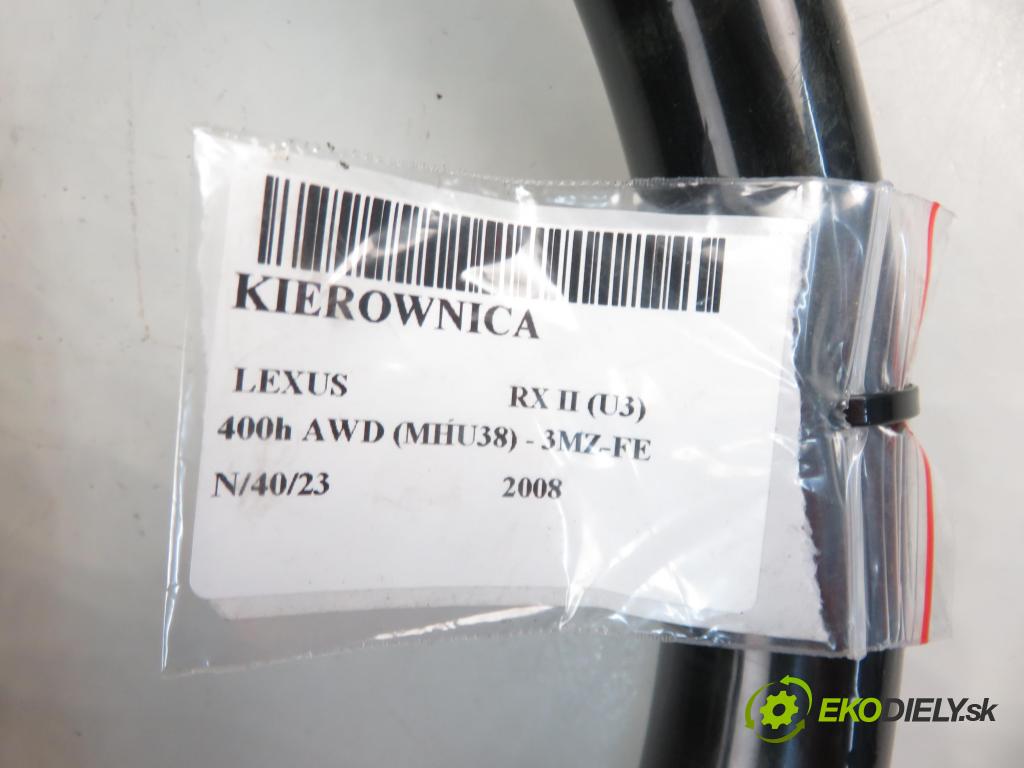 KIEROWNICA
LEXUS RX II (U3)
400h AWD (MHU38) - 3MZ-FE
N/40/23 2008
EKODIELY.sk